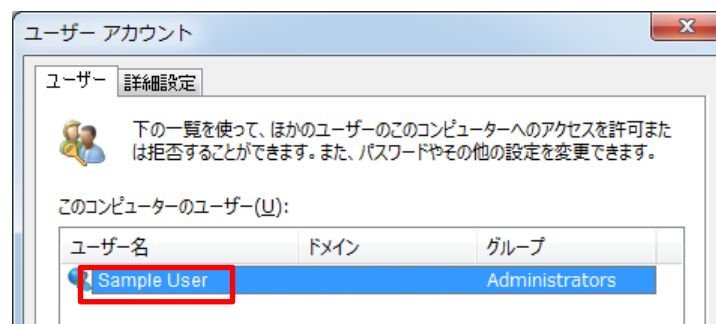 ユーザー アカウント
ユーザー 詳細設定
下の一覧を使って、ほかのユーザーのこのコンピューターへのアクセスを許可また
は拒否することができます。また、パスワードやその他の設定を変更できます。
このコンピューターのユーザー(U):
ユーザー名 ドメイン グループ
Sample User Administrators